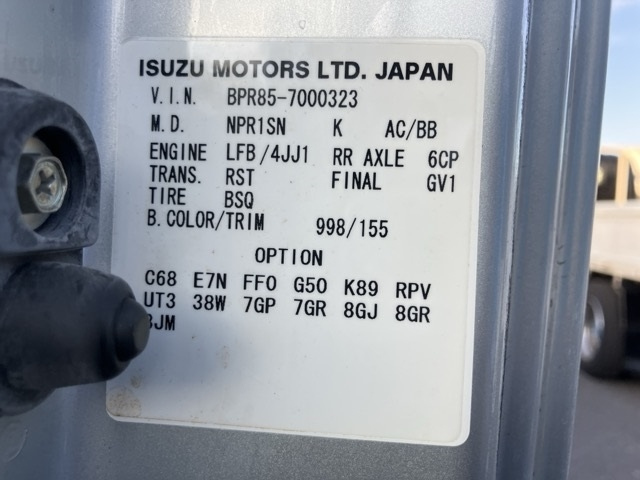 ISUZU MOTORS LTD. JAPAN
V.I.N. BPR85-7000323
M.D. NPR1SN K AC/BB
ENGINE LFB/4JJ1 RR AXLE 6CP
TRANS. RST FINAL GV1
TIRE BSQ
B.COLOR/TRIM 998/155
OPTION
C68 E7N FF0 G50 K89 RPV
UT3 38W 7GP 7GR 8GJ 8GR